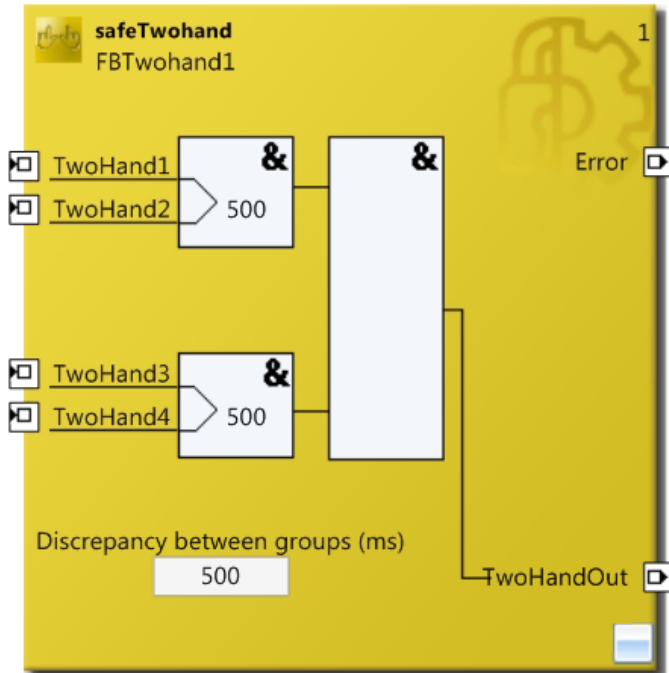 safeTwohand
FBTwohand1
1
&
&
TwoHand1
TwoHand2
500
Error
&
TwoHand3
TwoHand4
500
Discrepancy between groups (ms)
500
TwoHandOut